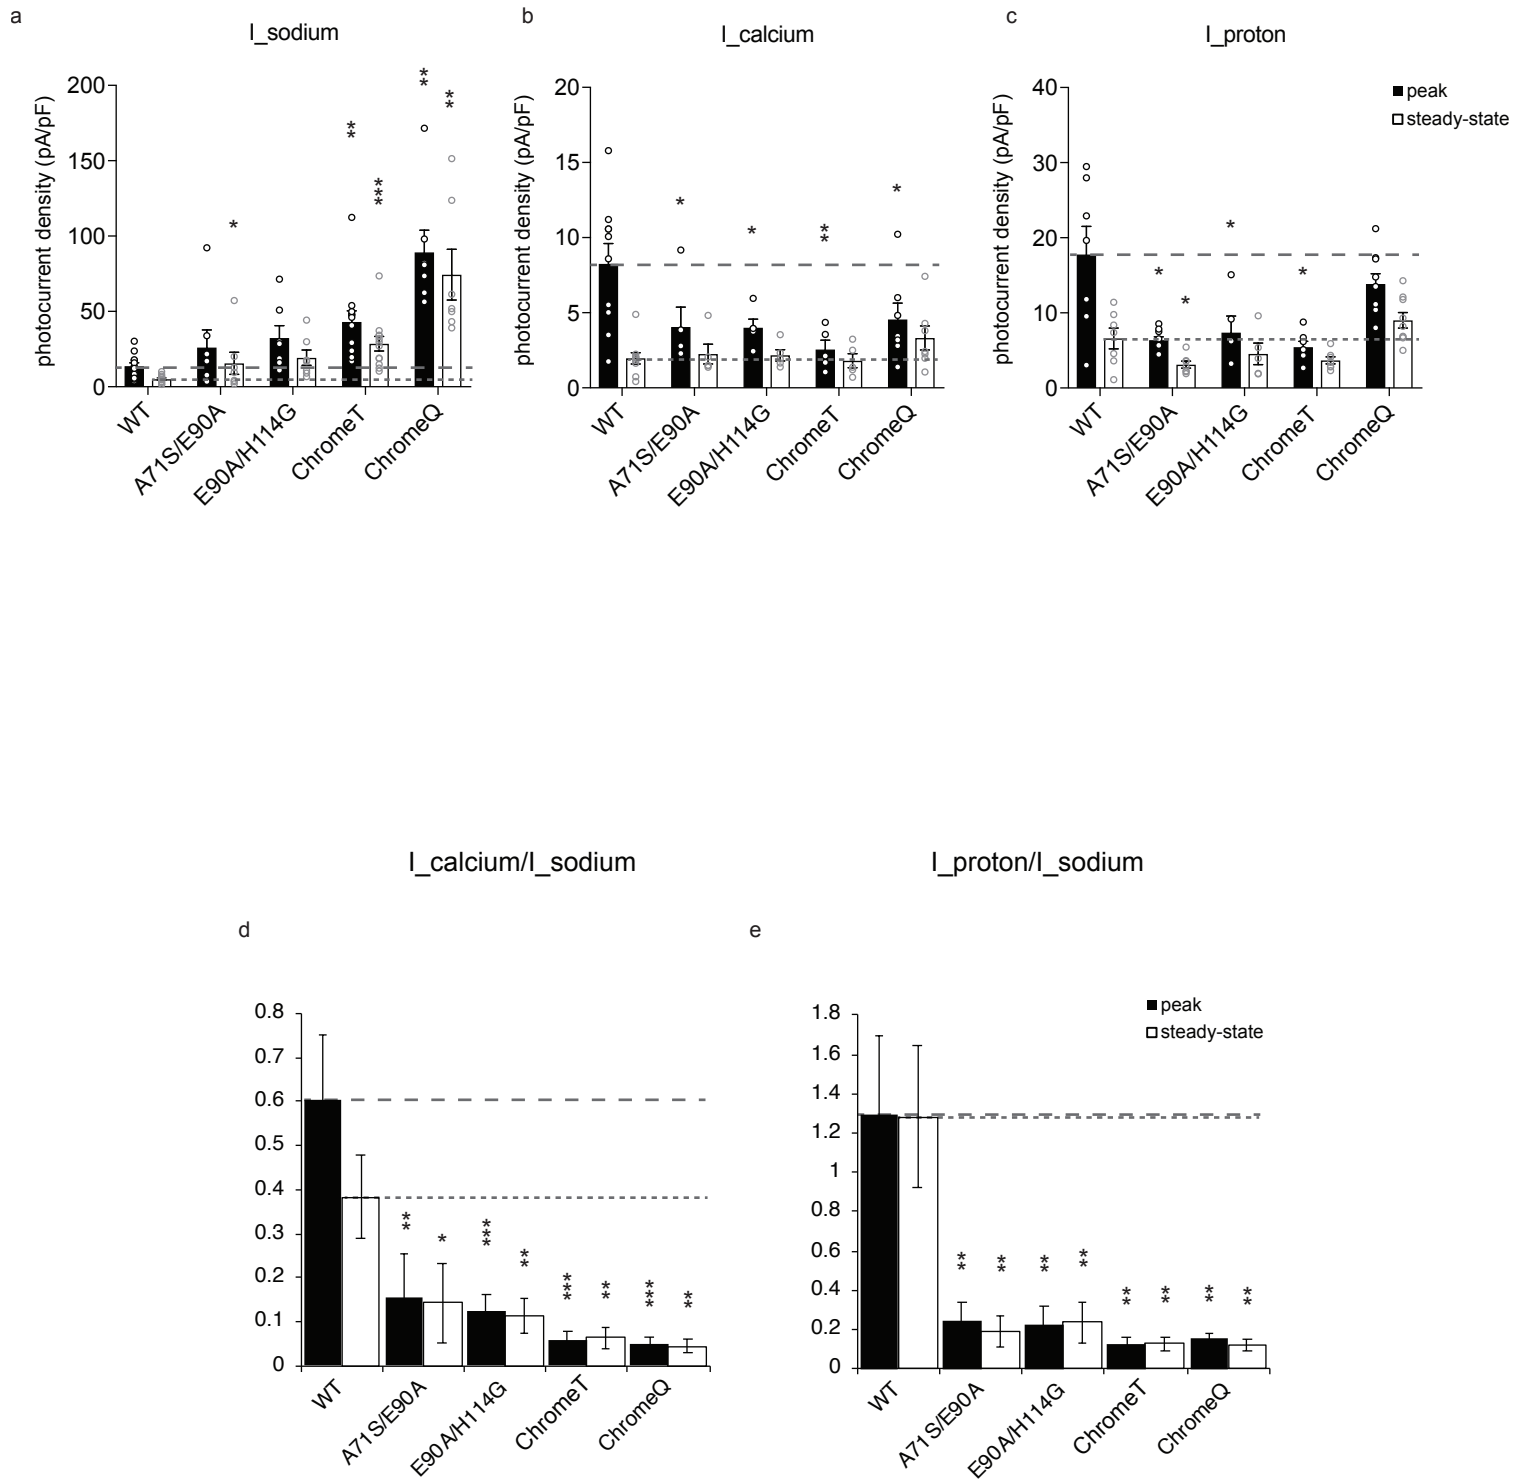 a
I_sodium
photocurrent density (pA/pF)
200
150
100
50
0
**
**
**
***
*
WT
A71S/E90A
E90A/H114G
ChromeT
ChromeQ
b
I_calcium
photocurrent density (pA/pF)
20
15
10
5
0
*
*
**
*
WT
A71S/E90A
E90A/H114G
ChromeT
ChromeQ
c
I_proton
photocurrent density (pA/pF)
40
30
20
10
0
*
*
*
*
WT
A71S/E90A
E90A/H114G
ChromeT
ChromeQ
peak
steady-state
I_calcium/I_sodium
d
0.8
0.7
0.6
0.5
0.4
0.3
0.2
0.1
0
**
*
***
**
***
**
***
**
WT
A71S/E90A
E90A/H114G
ChromeT
ChromeQ
I_proton/I_sodium
e
1.8
1.6
1.4
1.2
1
0.8
0.6
0.4
0.2
0
**
**
**
**
**
**
**
**
WT
A71S/E90A
E90A/H114G
ChromeT
ChromeQ
peak
steady-state